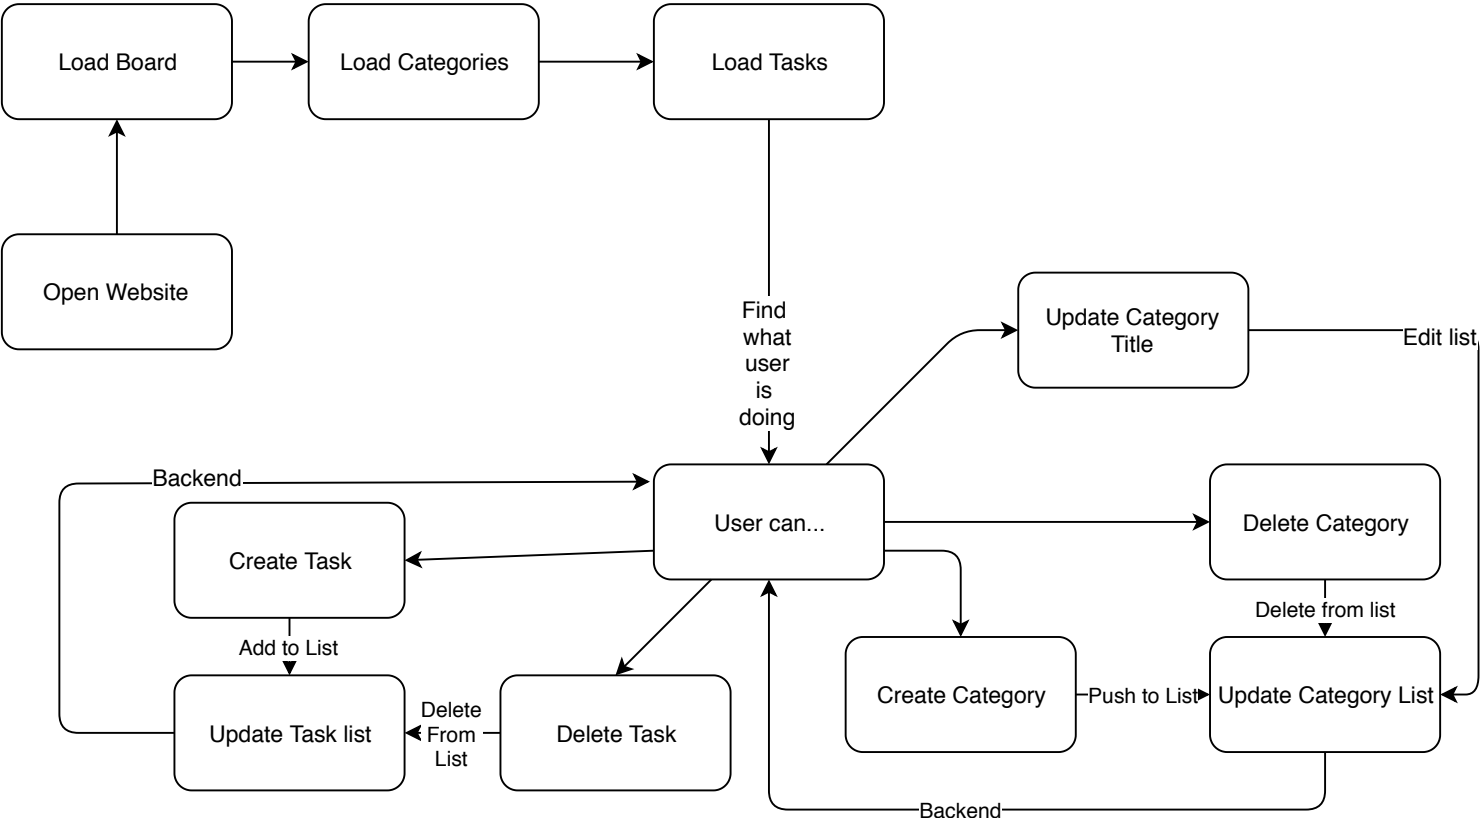 Load Board
Load Categories
Load Tasks
Open Website
Find
what
user
is
doing
Update Category
Title
Edit list
Backend
User can...
Delete Category
Create Task
Delete from list
Add to List
Create Category
Push to List
Update Category List
Update Task list
Delete
From
List
Delete Task
Backend